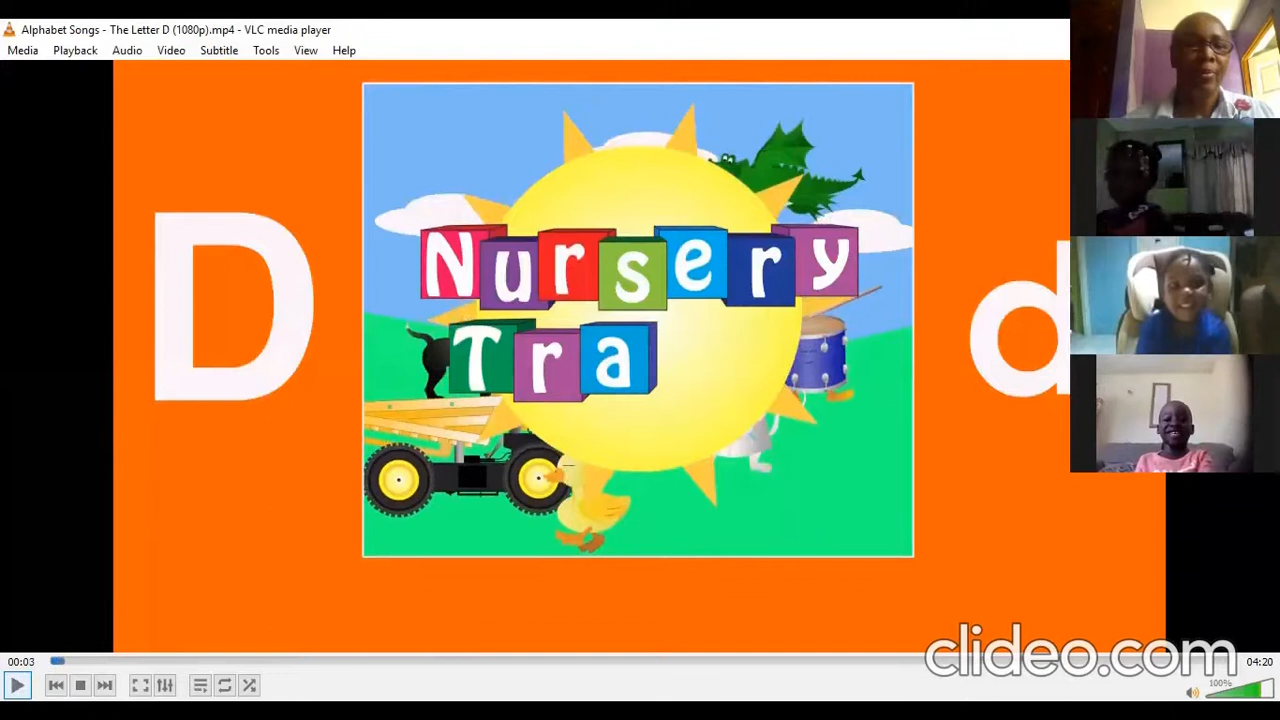 Alphabet Songs - The Letter D (1080p).mp4 - VLC media player
Media Playback Audio Video Subtitle Tools View Help
D
Nursery
Tra
d
clideo.com
00:03
04:20
100%